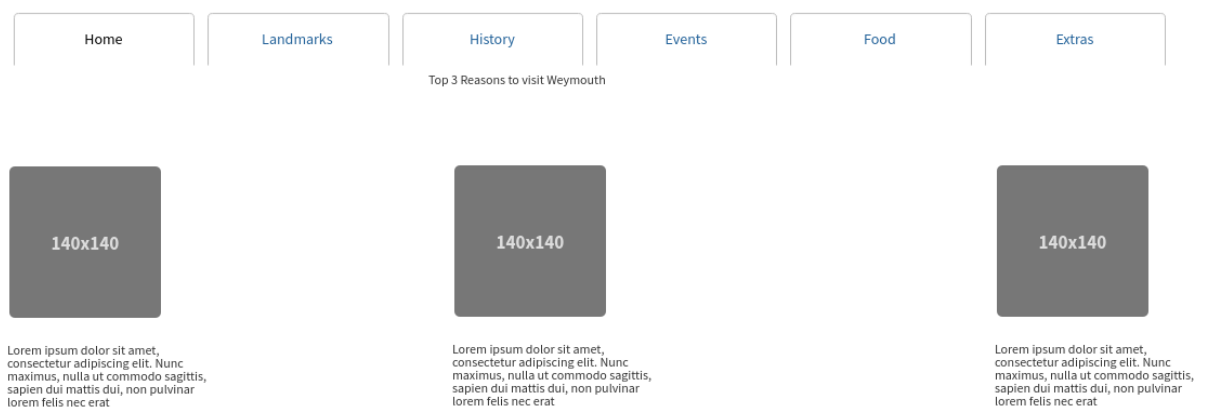 Home
Landmarks
History
Events
Food
Extras
Top 3 Reasons to visit Weymouth
140x140
140x140
140x140
Lorem ipsum dolor sit amet,
consectetur adipiscing elit. Nunc
maximus, nulla ut commodo sagittis,
sapien dui mattis dui, non pulvinar
lorem felis nec erat
Lorem ipsum dolor sit amet,
consectetur adipiscing elit. Nunc
maximus, nulla ut commodo sagittis,
sapien dui mattis dui, non pulvinar
lorem felis nec erat
Lorem ipsum dolor sit amet,
consectetur adipiscing elit. Nunc
maximus, nulla ut commodo sagittis,
sapien dui mattis dui, non pulvinar
lorem felis nec erat